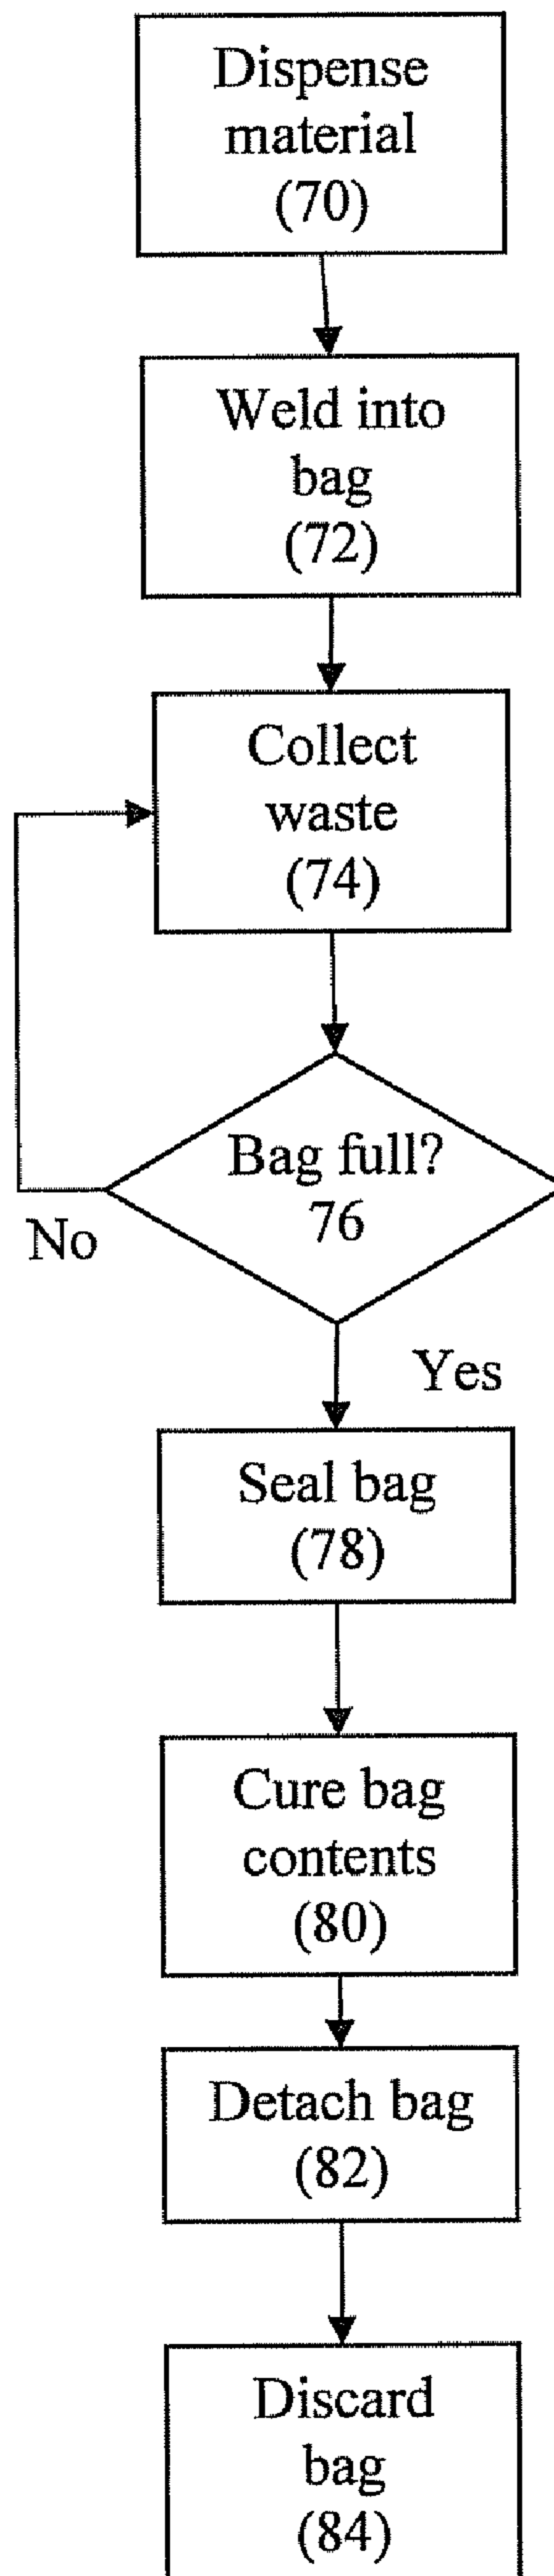 Dispense
material
(70)
Weld into
bag
(72)
Collect
waste
(74)
Bag full?
76
No
Yes
Seal bag
(78)
Cure bag
contents
(80)
Detach bag
(82)
Discard
bag
(84)